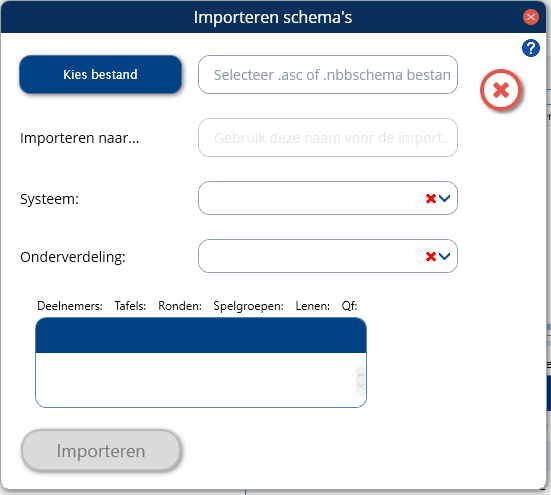 Importeren schema's
?
Kies bestand
Selecteer .asc of .nbbschema bestan
Importeren naar...
Gebruik deze naam voor de import..
Systeem:
Onderverdeling:
Deelnemers: Tafels: Ronden: Spelgroepen: Lenen: Qf:
Importeren